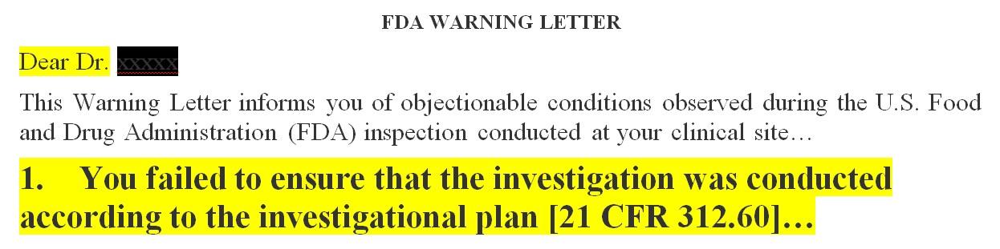 FDA WARNING LETTER
Dear Dr. xxxxx
This Warning Letter informs you of objectionable conditions observed during the U.S. Food
and Drug Administration (FDA) inspection conducted at your clinical site…
1. You failed to ensure that the investigation was conducted
according to the investigational plan [21 CFR 312.60]…